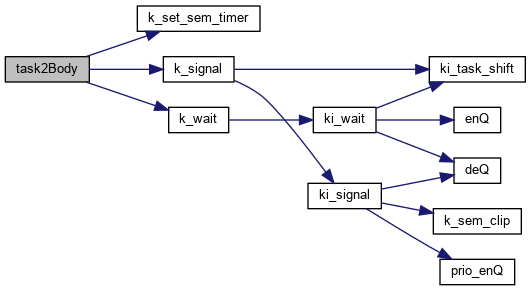 k_set_sem_timer
task2Body
k_signal
ki_task_shift
k_wait
ki_wait
enQ
deQ
ki_signal
k_sem_clip
prio_enQ